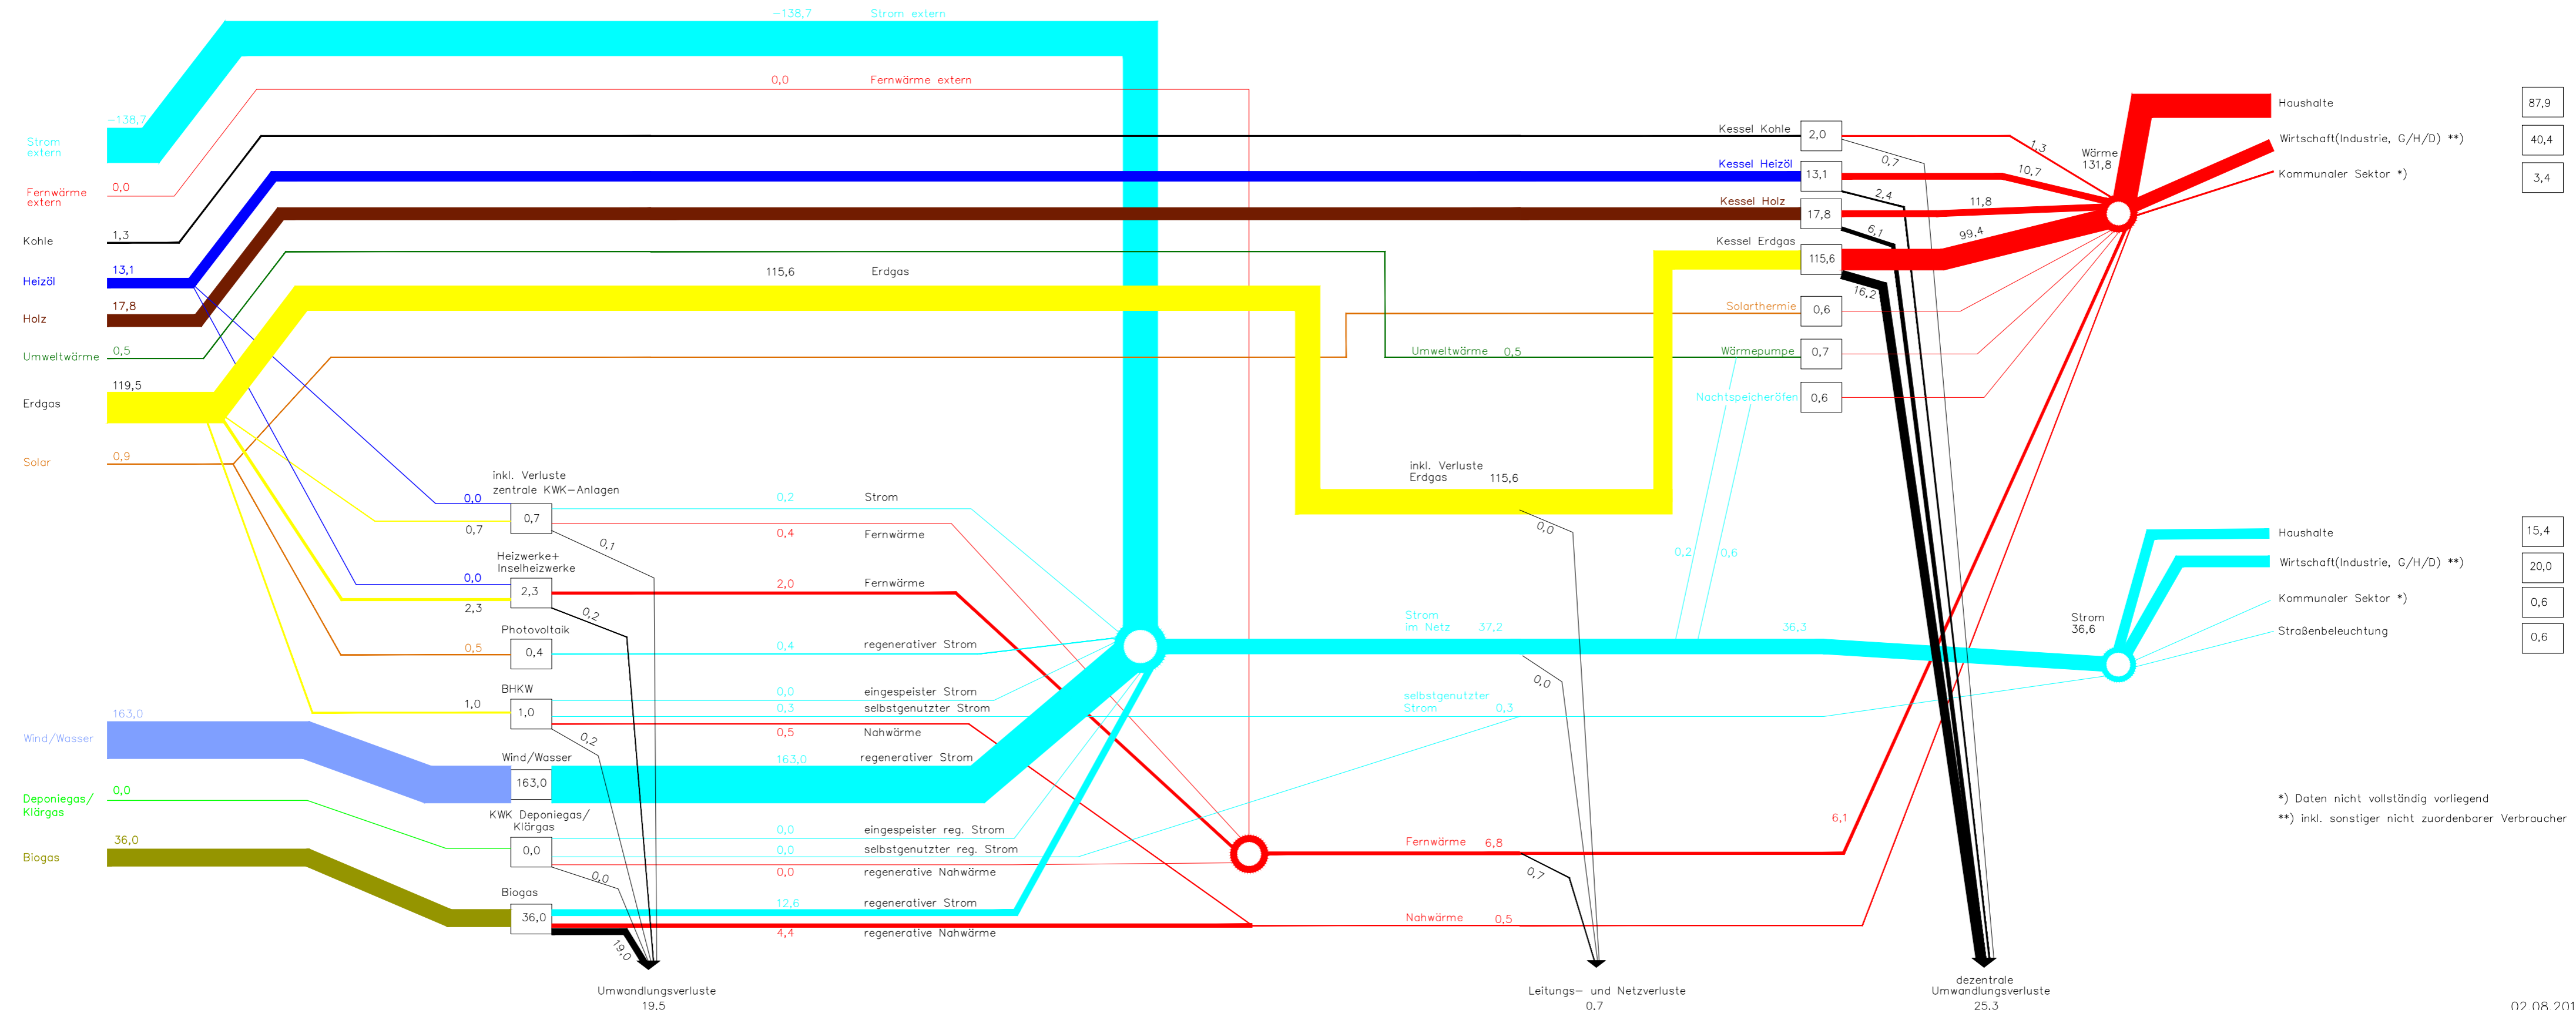 -138,7 Strom extern
0,0 Fernwärme extern
-138,7
Strom
extern
0,0
Fernwärme
extern
1,3
Kohle
13,1
Heizöl
17,8
Holz
0,5
Umweltwärme
119,5
Erdgas
0,9
Solar
163,0
Wind/Wasser
0,0
Deponiegas/
Klärgas
36,0
Biogas
115,6 Erdgas
inkl. Verluste
zentrale KWK-Anlagen
0,0
0,7
0,7
0,1
0,2 Strom
0,4 Fernwärme
Heizwerke+
Inselheizwerke
0,0
2,3
2,3
0,2
2,0 Fernwärme
Photovoltaik
0,5
0,4
0,4 regenerativer Strom
BHKW
1,0
1,0
0,2
0,0 eingespeister Strom
0,3 selbstgenutzter Strom
0,5 Nahwärme
Wind/Wasser
163,0
163,0 regenerativer Strom
KWK Deponiegas/
Klärgas
0,0
0,0
0,0 eingespeister reg. Strom
0,0 selbstgenutzter reg. Strom
0,0 regenerative Nahwärme
Biogas
36,0
19,0
12,6 regenerativer Strom
4,4 regenerative Nahwärme
Umwandlungsverluste
19,5
Umweltwärme 0,5
inkl. Verluste
Erdgas 115,6
0,0
Strom
im Netz 37,2
0,0
selbstgenutzter
Strom 0,3
Fernwärme 6,8
0,7
Nahwärme 0,5
Leitungs- und Netzverluste
0,7
0,2
0,6
36,3
6,1
Kessel Kohle 2,0
1,3
0,7
Kessel Heizöl 13,1
10,7
2,4
Kessel Holz 17,8
11,8
6,1
Kessel Erdgas 115,6
99,4
16,2
Solarthermie 0,6
Wärmepumpe 0,7
Nachtspeicheröfen 0,6
dezentrale
Umwandlungsverluste
25,3
Wärme
131,8
Haushalte 87,9
Wirtschaft(Industrie, G/H/D) **) 40,4
Kommunaler Sektor *) 3,4
Strom
36,6
Haushalte 15,4
Wirtschaft(Industrie, G/H/D) **) 20,0
Kommunaler Sektor *) 0,6
Straßenbeleuchtung 0,6
*) Daten nicht vollständig vorliegend
**) inkl. sonstiger nicht zuordenbarer Verbraucher
02.08.201